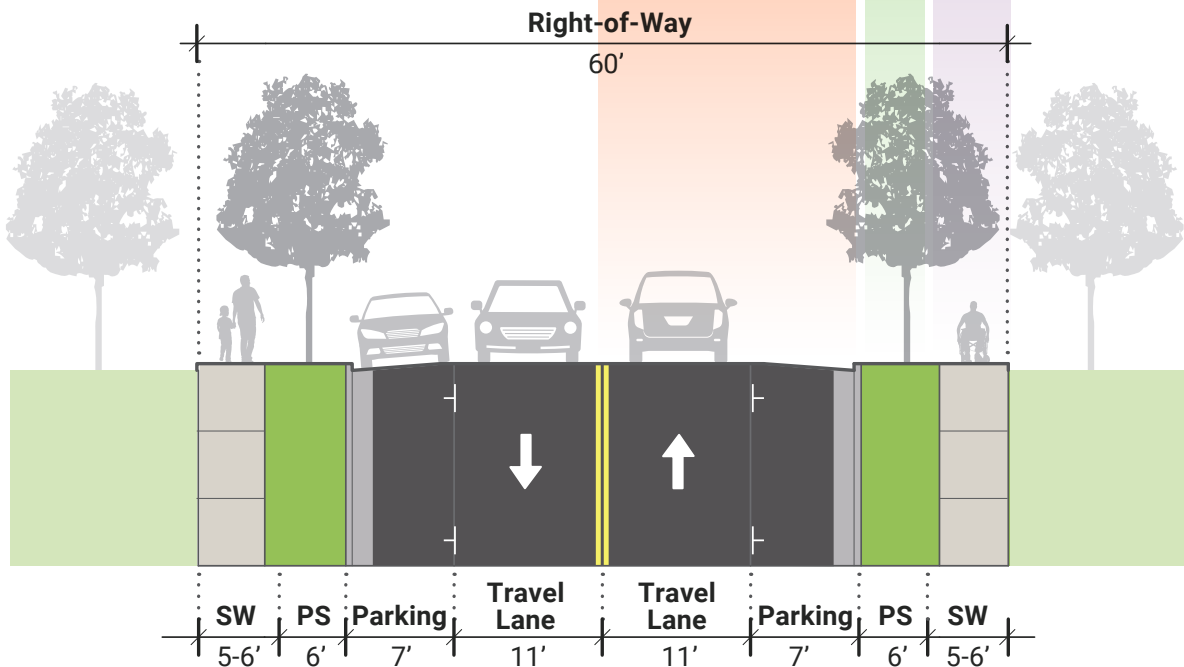 Right-of-Way
60’
SW PS Parking Travel Lane Travel Lane Parking PS SW
5-6’ 6’ 7’ 11’ 11’ 7’ 6’ 5-6’